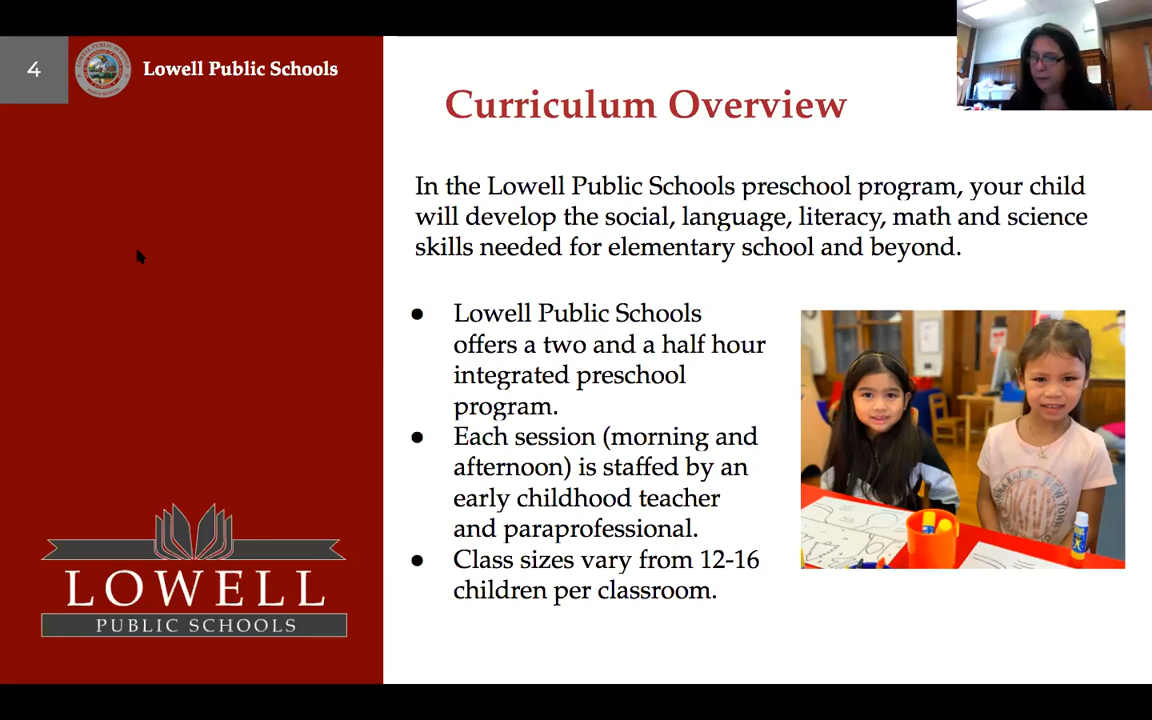 4
Lowell Public Schools
Curriculum Overview
In the Lowell Public Schools preschool program, your child
will develop the social, language, literacy, math and science
skills needed for elementary school and beyond.
● Lowell Public Schools
offers a two and a half hour
integrated preschool
program.
● Each session (morning and
afternoon) is staffed by an
early childhood teacher
and paraprofessional.
● Class sizes vary from 12-16
children per classroom.
LOWELL
PUBLIC SCHOOLS